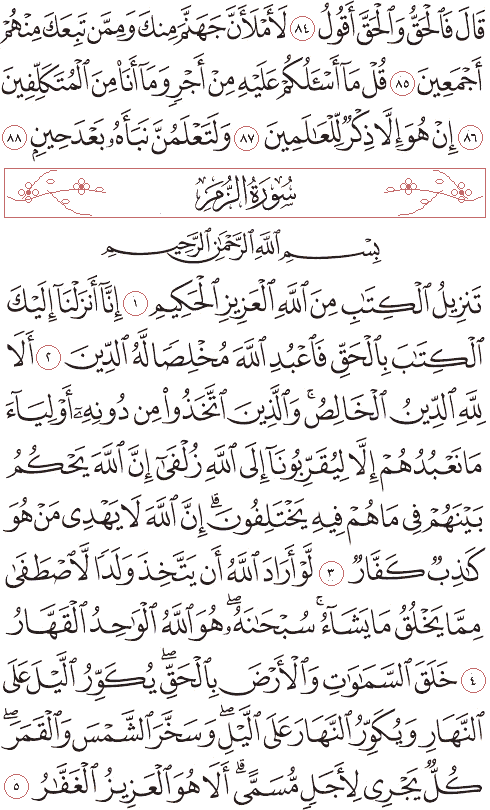 قَالَ فَٱلْحَقُّ وَٱلْحَقَّ أَقُولُ ٨٤ لَأَمْلَأَنَّ جَهَنَّمَ مِنكَ وَمِمَّن تَبِعَكَ مِنْهُمْ
أَجْمَعِينَ ٨٥ قُلْ مَآ أَسْـَٔلُكُمْ عَلَيْهِ مِنْ أَجْرٍ وَمَآ أَنَا۠ مِنَ ٱلْمُتَكَلِّفِينَ
٨٦ إِنْ هُوَ إِلَّا ذِكْرٌ لِّلْعَـٰلَمِينَ ٨٧ وَلَتَعْلَمُنَّ نَبَأَهُۥ بَعْدَ حِينٍۭ ٨٨
سُورَةُ الزُّمَر
بِسْمِ ٱللَّهِ ٱلرَّحْمَـٰنِ ٱلرَّحِيمِ
تَنزِيلُ ٱلْكِتَـٰبِ مِنَ ٱللَّهِ ٱلْعَزِيزِ ٱلْحَكِيمِ ١ إِنَّآ أَنزَلْنَآ إِلَيْكَ
ٱلْكِتَـٰبَ بِٱلْحَقِّ فَٱعْبُدِ ٱللَّهَ مُخْلِصًا لَّهُ ٱلدِّينَ ٢ أَلَا
لِلَّهِ ٱلدِّينُ ٱلْخَالِصُ ۚ وَٱلَّذِينَ ٱتَّخَذُوا۟ مِن دُونِهِۦٓ أَوْلِيَآءَ
مَا نَعْبُدُهُمْ إِلَّا لِيُقَرِّبُونَآ إِلَى ٱللَّهِ زُلْفَىٰٓ إِنَّ ٱللَّهَ يَحْكُمُ
بَيْنَهُمْ فِى مَا هُمْ فِيهِ يَخْتَلِفُونَ ۗ إِنَّ ٱللَّهَ لَا يَهْدِى مَنْ هُوَ
كَـٰذِبٌ كَفَّارٌ ٣ لَّوْ أَرَادَ ٱللَّهُ أَن يَتَّخِذَ وَلَدًا لَّٱصْطَفَىٰ
مِمَّا يَخْلُقُ مَا يَشَآءُ ۚ سُبْحَـٰنَهُۥ ۖ هُوَ ٱللَّهُ ٱلْوَٰحِدُ ٱلْقَهَّارُ
٤ خَلَقَ ٱلسَّمَـٰوَٰتِ وَٱلْأَرْضَ بِٱلْحَقِّ ۖ يُكَوِّرُ ٱلَّيْلَ عَلَى
ٱلنَّهَارِ وَيُكَوِّرُ ٱلنَّهَارَ عَلَى ٱلَّيْلِ ۖ وَسَخَّرَ ٱلشَّمْسَ وَٱلْقَمَرَ ۖ
كُلٌّ يَجْرِى لِأَجَلٍ مُّسَمًّى ۗ أَلَا هُوَ ٱلْعَزِيزُ ٱلْغَفَّـٰرُ ٥